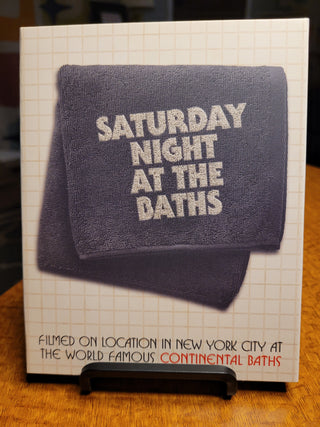 SATURDAY
NIGHT
AT THE
BATHS
FILMED ON LOCATION IN NEW YORK CITY AT
THE WORLD FAMOUS CONTINENTAL BATHS